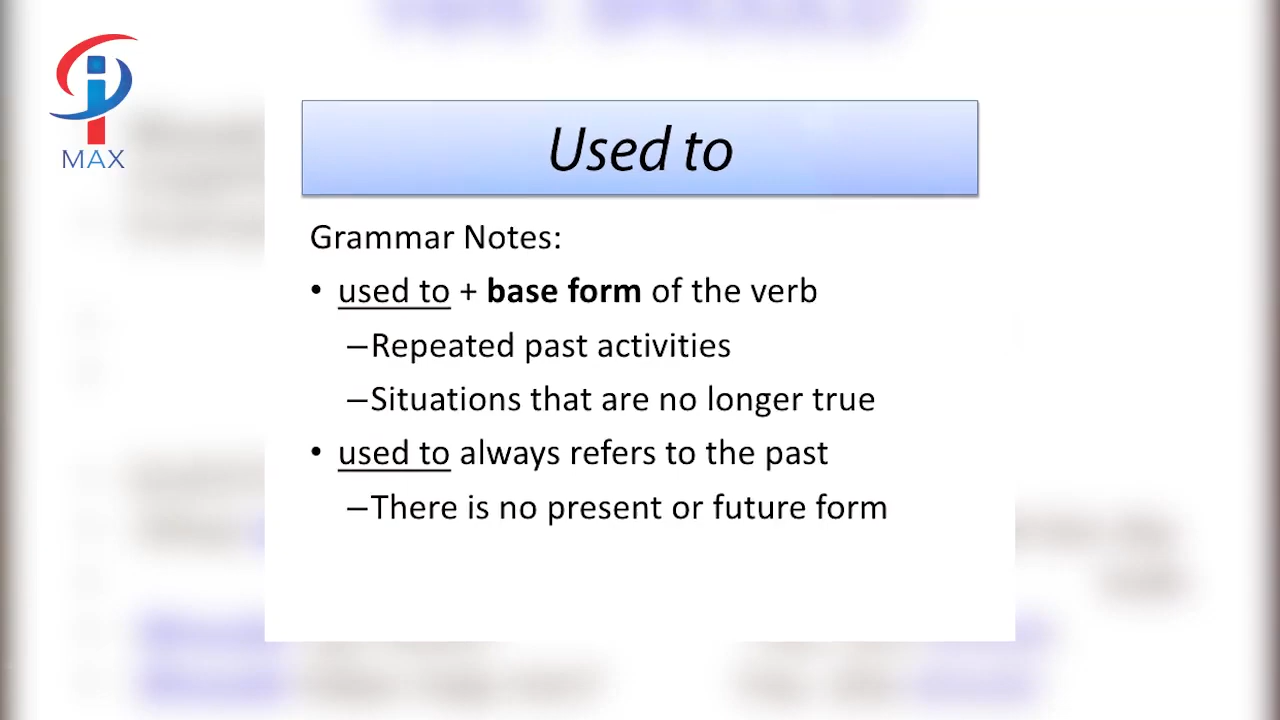 MAX
Used to
Grammar Notes:
• used to + base form of the verb
–Repeated past activities
–Situations that are no longer true
• used to always refers to the past
–There is no present or future form